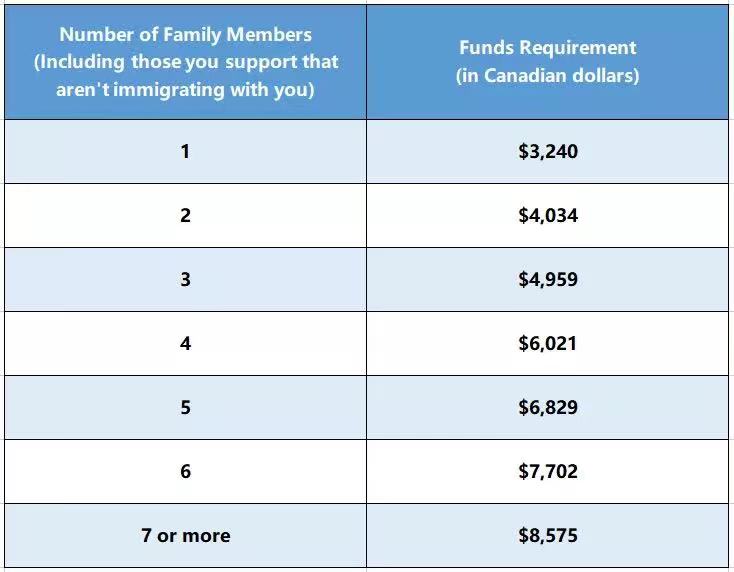 Number of Family Members
(Including those you support that
aren't immigrating with you)
Funds Requirement
(in Canadian dollars)
1
$3,240
2
$4,034
3
$4,959
4
$6,021
5
$6,829
6
$7,702
7 or more
$8,575